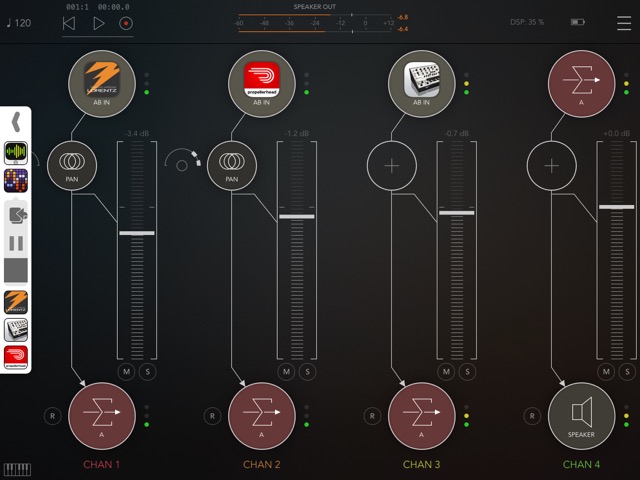 001:1 00:00.0
SPEAKER OUT
♩ 120
-60 -48 -36 -24 -12 0 +12
-6.8
-6.4
DSP: 35 %
LORENTZ
propellerhead
AB IN
AB IN
AB IN
A
-3.4 dB
-1.2 dB
-0.7 dB
+0.0 dB
PAN
PAN
M S
M S
M S
M S
R
A
R
A
R
A
R
SPEAKER
CHAN 1
CHAN 2
CHAN 3
CHAN 4